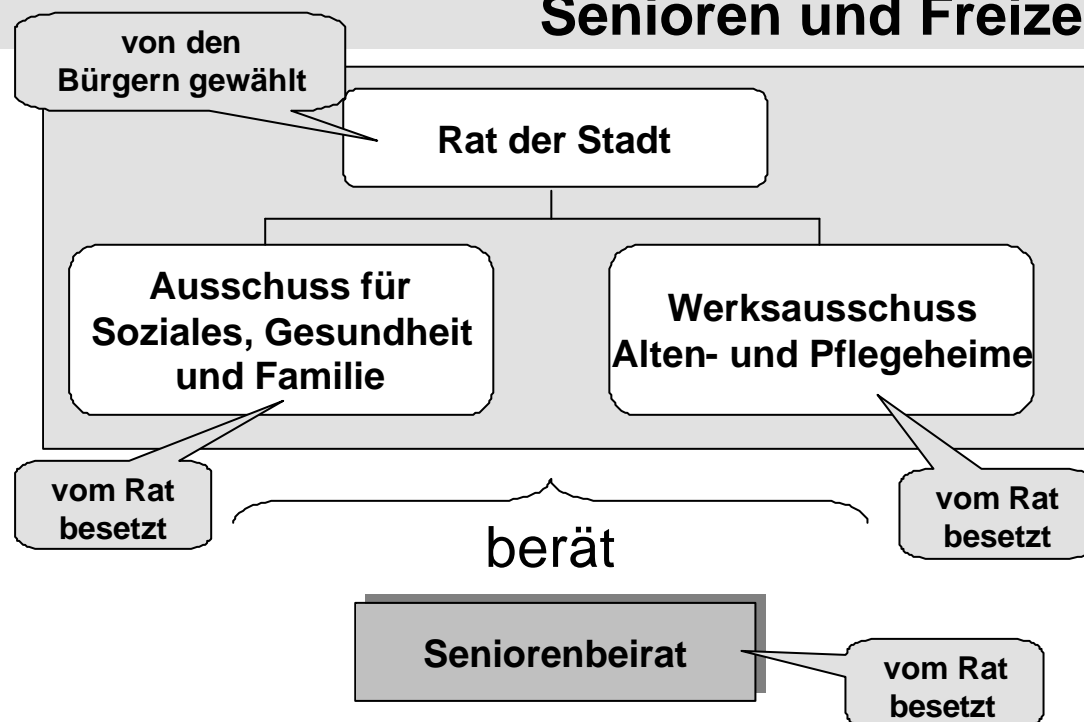 Senioren und Freize
von den
Bürgern gewählt
Rat der Stadt
Ausschuss für
Soziales, Gesundheit
und Familie
Werksausschuss
Alten- und Pflegeheime
vom Rat
besetzt
vom Rat
besetzt
berät
Seniorenbeirat
vom Rat
besetzt